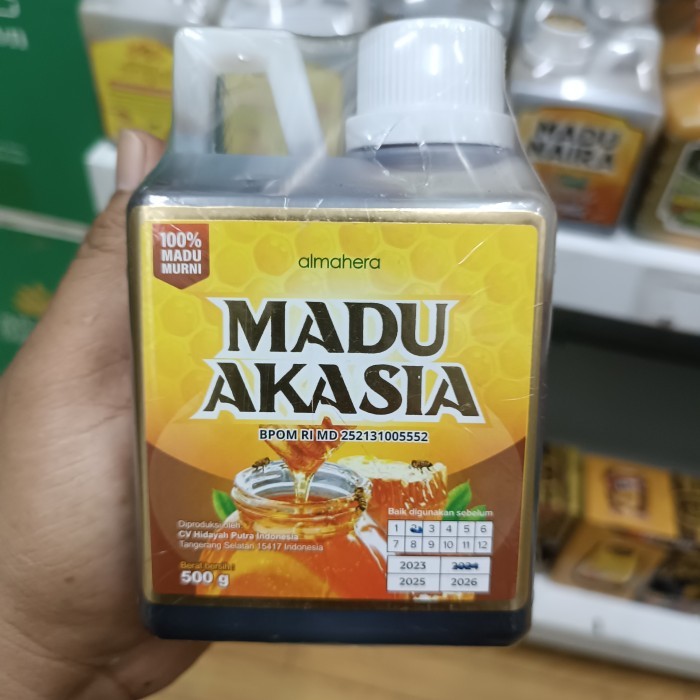 100%
MADU
MURNI
almahera
MADU
AKASIA
BPOM RI MD 252131005552
Diproduksi oleh
CV Hidayah Putra Indonesia
Tangerang Selatan 15417 Indonesia
Berat bersih:
500 g
Baik digunakan sebelum
1 2 3 4 5 6
7 8 9 10 11 12
2023 2024
2025 2026
MADU
NAIRA